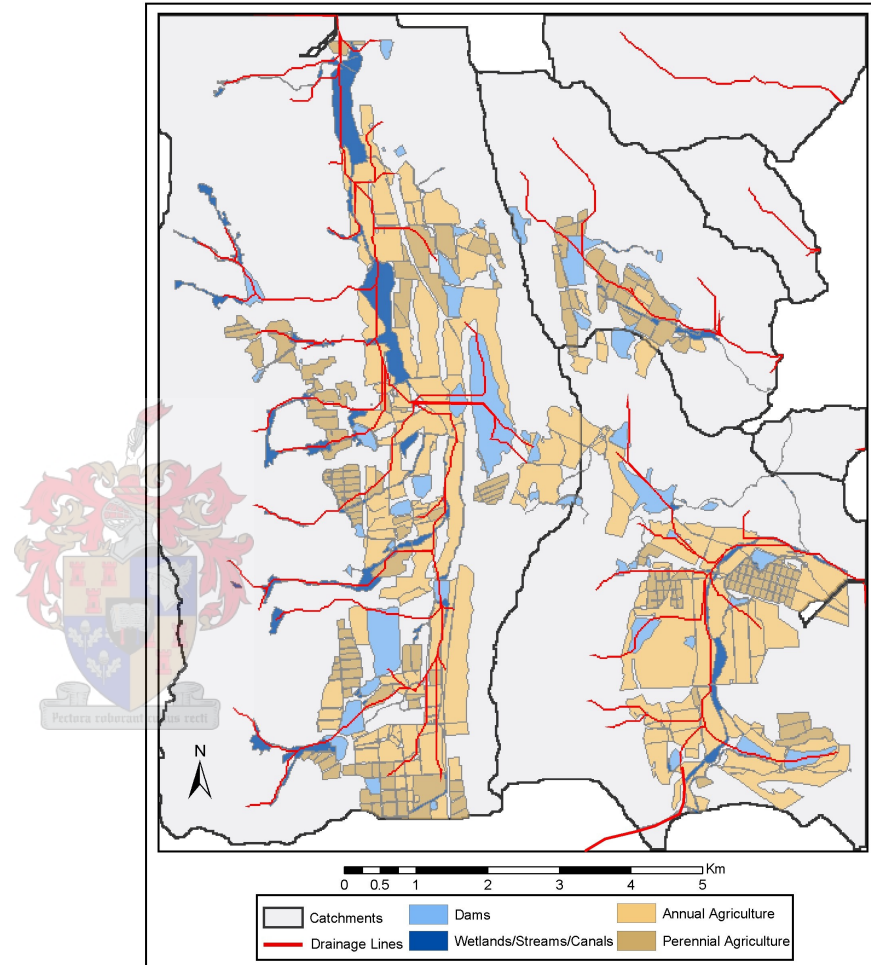 Pectora roborant cultus recti
N
Km
0 0.5 1 2 3 4 5
Catchments
Dams
Annual Agriculture
Drainage Lines
Wetlands/Streams/Canals
Perennial Agriculture